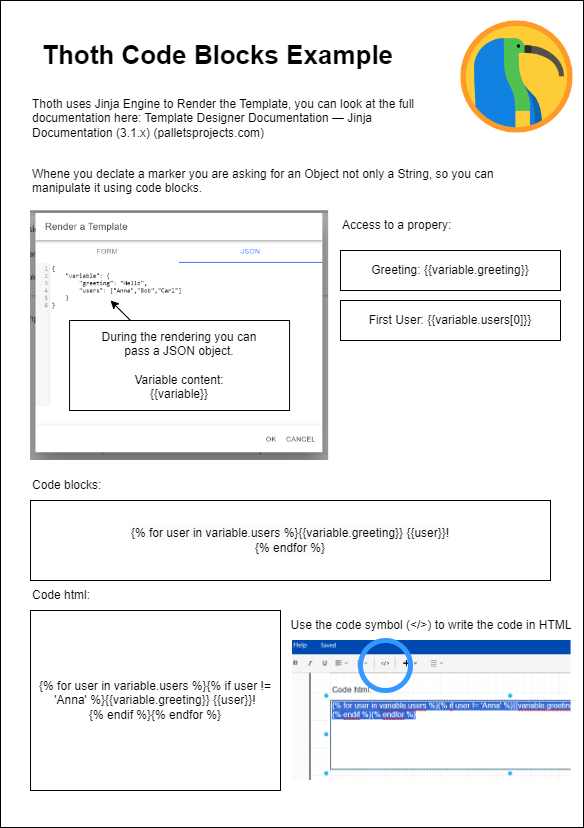 Thoth Code Blocks Example
Thoth uses Jinja Engine to Render the Template, you can look at the full
documentation here: Template Designer Documentation — Jinja
Documentation (3.1.x) (palletsprojects.com)
Whene you declate a marker you are asking for an Object not only a String, so you can
manipulate it using code blocks.
Render a Template
FORM JSON
1 {
2 "variable": {
3 "greeting": "Hello",
4 "users": ["Anna","Bob","Carl"]
5 }
6 }
During the rendering you can
pass a JSON object.
Variable content:
{{variable}}
OK CANCEL
Access to a propery:
Greeting: {{variable.greeting}}
First User: {{variable.users[0]}}
Code blocks:
{% for user in variable.users %}{{variable.greeting}} {{user}}!
{% endfor %}
Code html:
{% for user in variable.users %}{% if user !=
'Anna' %}{{variable.greeting}} {{user}}!
{% endif %}{% endfor %}
Use the code symbol (</>) to write the code in HTML
Help Saved
B I U </>
Code html:
{% for user in variable.users %}{% if user != 'Anna' %}{{variable.greetin
{% endif %}{% endfor %}